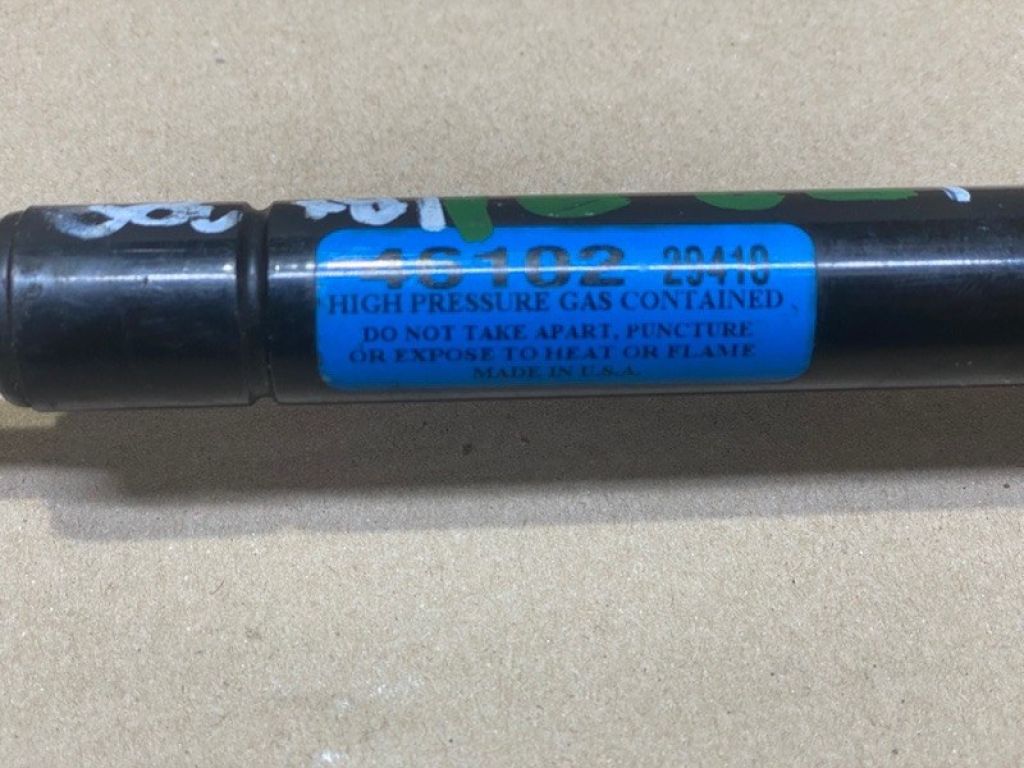 46102 29410
HIGH PRESSURE GAS CONTAINED
DO NOT TAKE APART, PUNCTURE
OR EXPOSE TO HEAT OR FLAME
MADE IN U.S.A.